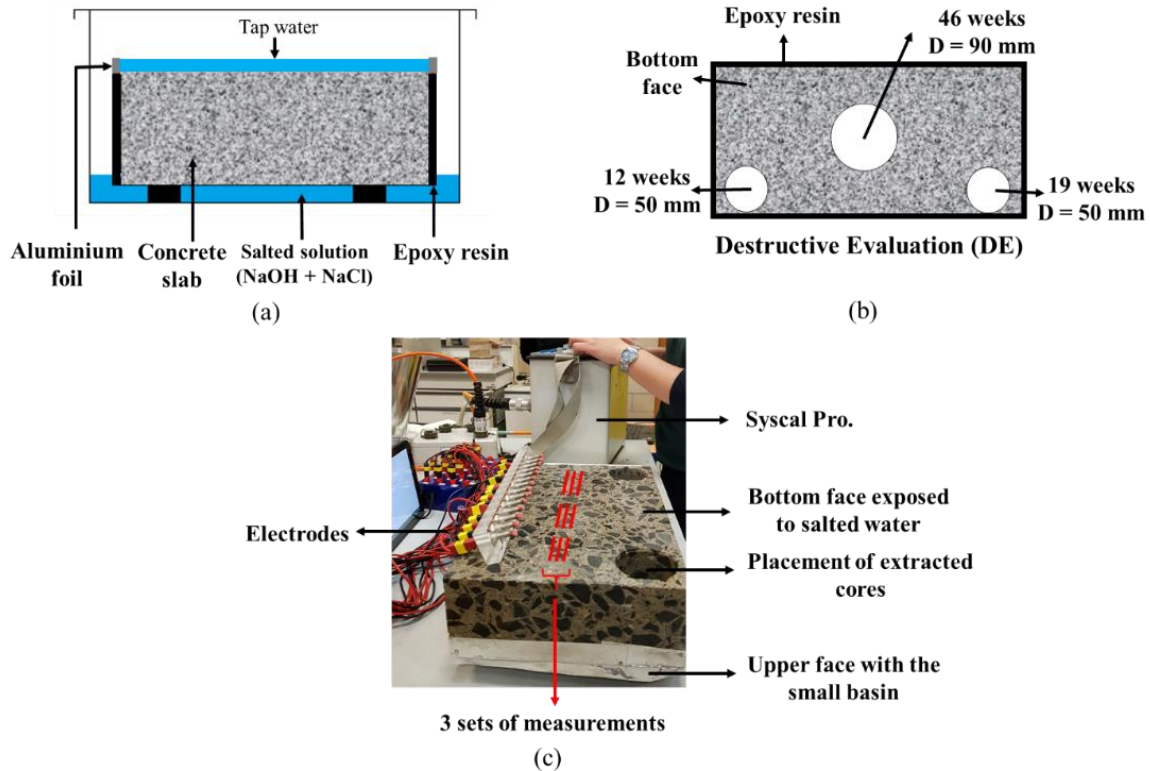 Tap water
Aluminium
foil
Concrete
slab
Salted solution
(NaOH + NaCl)
Epoxy resin
(a)
Epoxy resin
46 weeks
D = 90 mm
Bottom
face
12 weeks
D = 50 mm
19 weeks
D = 50 mm
Destructive Evaluation (DE)
(b)
Syscal Pro.
Electrodes
Bottom face exposed
to salted water
Placement of extracted
cores
Upper face with the
small basin
3 sets of measurements
(c)